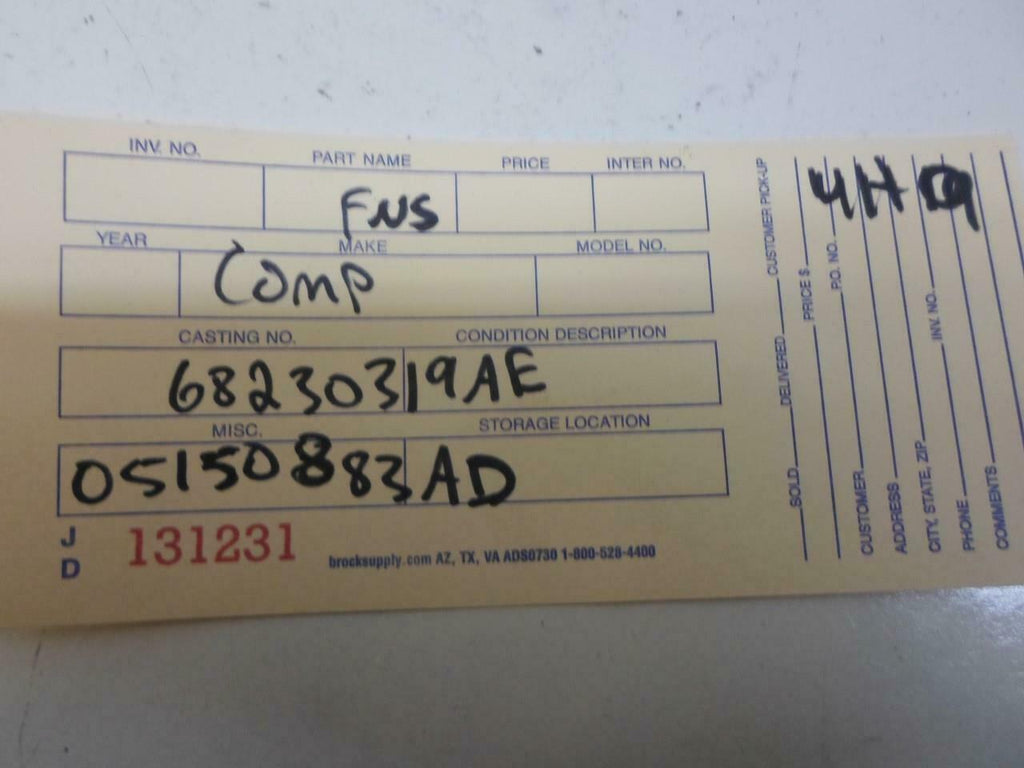 INV. NO. PART NAME PRICE INTER NO.
FNS
YEAR MAKE MODEL NO.
Comp
CASTING NO. CONDITION DESCRIPTION
68230319AE
MISC. STORAGE LOCATION
05150883AD
J D 131231 brocksupply.com AZ, TX, VA ADS0730 1-800-528-4400
SOLD DELIVERED CUSTOMER PICK-UP
PRICE $
P.O. NO.
CUSTOMER
ADDRESS
CITY, STATE, ZIP INV. NO.
PHONE
COMMENTS